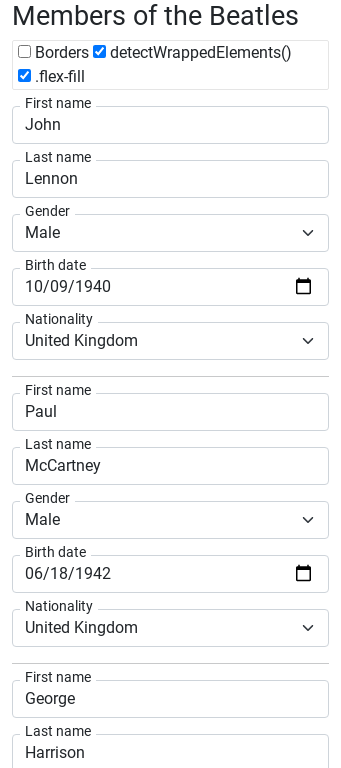 Members of the Beatles
Borders detectWrappedElements()
.flex-fill
First name
John
Last name
Lennon
Gender
Male
Birth date
10/09/1940
Nationality
United Kingdom
First name
Paul
Last name
McCartney
Gender
Male
Birth date
06/18/1942
Nationality
United Kingdom
First name
George
Last name
Harrison